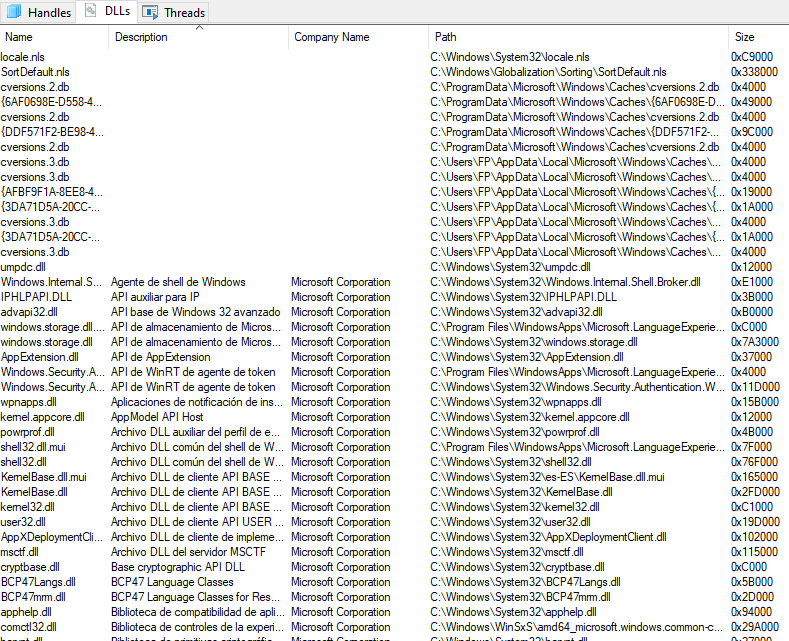 Handles DLLs Threads
Name Description Company Name Path Size
locale.nls C:\Windows\System32\locale.nls 0xC9000
SortDefault.nls C:\Windows\Globalization\Sorting\SortDefault.nls 0x338000
cversions.2.db C:\ProgramData\Microsoft\Windows\Caches\cversions.2.db 0x4000
{6AF0698E-D558-4... C:\ProgramData\Microsoft\Windows\Caches\{6AF0698E-D... 0x1A000
cversions.2.db C:\ProgramData\Microsoft\Windows\Caches\cversions.2.db 0x4000
{DDF571F2-BE98-4... C:\ProgramData\Microsoft\Windows\Caches\{DDF571F2-... 0x9C000
cversions.2.db C:\ProgramData\Microsoft\Windows\Caches\cversions.2.db 0x4000
cversions.3.db C:\Users\FP\AppData\Local\Microsoft\Windows\Caches\... 0x4000
cversions.3.db C:\Users\FP\AppData\Local\Microsoft\Windows\Caches\... 0x4000
{AFBF9F1A-8EE8-4... C:\Users\FP\AppData\Local\Microsoft\Windows\Caches\{... 0x19000
{3DA71D5A-20CC-... C:\Users\FP\AppData\Local\Microsoft\Windows\Caches\{... 0x1A000
cversions.3.db C:\Users\FP\AppData\Local\Microsoft\Windows\Caches\... 0x4000
{3DA71D5A-20CC-... C:\Users\FP\AppData\Local\Microsoft\Windows\Caches\{... 0x1A000
cversions.3.db C:\Users\FP\AppData\Local\Microsoft\Windows\Caches\... 0x4000
umpdc.dll C:\Windows\System32\umpdc.dll 0x12000
Windows.Internal.S... Agente de shell de Windows Microsoft Corporation C:\Windows\System32\Windows.Internal.Shell.Broker.dll 0xE1000
IPHLPAPI.DLL API auxiliar para IP Microsoft Corporation C:\Windows\System32\IPHLPAPI.DLL 0x3B000
advapi32.dll API base de Windows 32 avanzado Microsoft Corporation C:\Windows\System32\advapi32.dll 0xB0000
windows.storage.dll.... API de almacenamiento de Micros... Microsoft Corporation C:\Program Files\WindowsApps\Microsoft.LanguageExperie... 0xC000
windows.storage.dll API de almacenamiento de Micros... Microsoft Corporation C:\Windows\System32\windows.storage.dll 0x7A3000
AppExtension.dll API de AppExtension Microsoft Corporation C:\Windows\System32\AppExtension.dll 0x37000
Windows.Security.A... API de WinRT de agente de token Microsoft Corporation C:\Program Files\WindowsApps\Microsoft.LanguageExperie... 0x4000
Windows.Security.A... API de WinRT de agente de token Microsoft Corporation C:\Windows\System32\Windows.Security.Authentication.W... 0x11D000
wpnapps.dll Aplicaciones de notificación de ins... Microsoft Corporation C:\Windows\System32\wpnapps.dll 0x15B000
kernel.appcore.dll AppModel API Host Microsoft Corporation C:\Windows\System32\kernel.appcore.dll 0x12000
powrprof.dll Archivo DLL auxiliar del perfil de e... Microsoft Corporation C:\Windows\System32\powrprof.dll 0x4B000
shell32.dll.mui Archivo DLL común del shell de W... Microsoft Corporation C:\Program Files\WindowsApps\Microsoft.LanguageExperie... 0x7F000
shell32.dll Archivo DLL común del shell de W... Microsoft Corporation C:\Windows\System32\shell32.dll 0x76F000
KernelBase.dll.mui Archivo DLL de cliente API BASE ... Microsoft Corporation C:\Windows\System32\es-ES\KernelBase.dll.mui 0x165000
KernelBase.dll Archivo DLL de cliente API BASE ... Microsoft Corporation C:\Windows\System32\KernelBase.dll 0x2FD000
kernel32.dll Archivo DLL de cliente API BASE ... Microsoft Corporation C:\Windows\System32\kernel32.dll 0xC1000
user32.dll Archivo DLL de cliente API USER ... Microsoft Corporation C:\Windows\System32\user32.dll 0x19D000
AppXDeploymentCli... Archivo DLL de cliente de impleme... Microsoft Corporation C:\Windows\System32\AppXDeploymentClient.dll 0x102000
msctf.dll Archivo DLL del servidor MSCTF Microsoft Corporation C:\Windows\System32\msctf.dll 0x115000
cryptbase.dll Base cryptographic API DLL Microsoft Corporation C:\Windows\System32\cryptbase.dll 0xC000
BCP47Langs.dll BCP47 Language Classes Microsoft Corporation C:\Windows\System32\BCP47Langs.dll 0x5B000
BCP47mrm.dll BCP47 Language Classes for Res... Microsoft Corporation C:\Windows\System32\BCP47mrm.dll 0x2D000
apphelp.dll Biblioteca de compatibilidad de apli... Microsoft Corporation C:\Windows\System32\apphelp.dll 0x94000
comctl32.dll Biblioteca de controles de la experi... Microsoft Corporation C:\Windows\WinSxS\amd64_microsoft.windows.common-c... 0x29A000